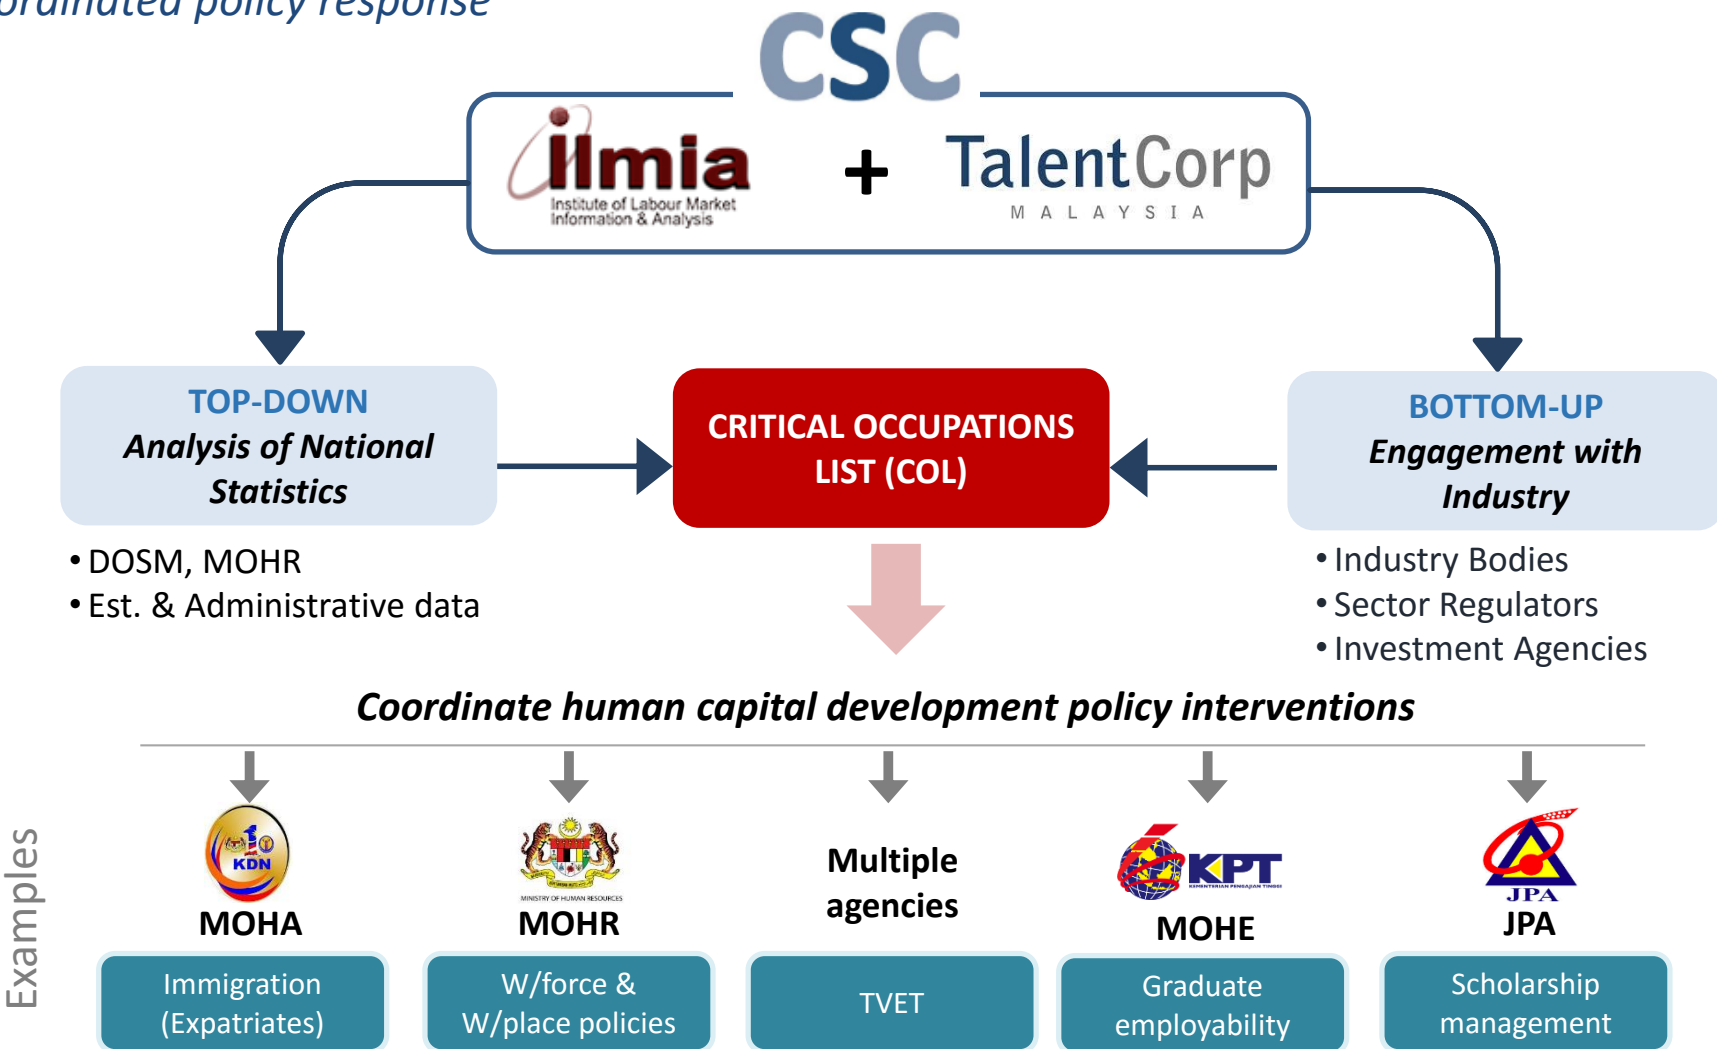 ordinated policy response
CSC
ilmia
Institute of Labour Market
Information & Analysis
+
TalentCorp
MALAYSIA
TOP-DOWN
Analysis of National
Statistics
CRITICAL OCCUPATIONS
LIST (COL)
BOTTOM-UP
Engagement with
Industry
• DOSM, MOHR
• Est. & Administrative data
• Industry Bodies
• Sector Regulators
• Investment Agencies
Coordinate human capital development policy interventions
Examples
KDN
MOHA
MINISTRY OF HUMAN RESOURCES
MOHR
Multiple
agencies
KPT
KEMENTERIAN PENGAJIAN TINGGI
MOHE
JPA
JPA
Immigration
(Expatriates)
W/force &
W/place policies
TVET
Graduate
employability
Scholarship
management